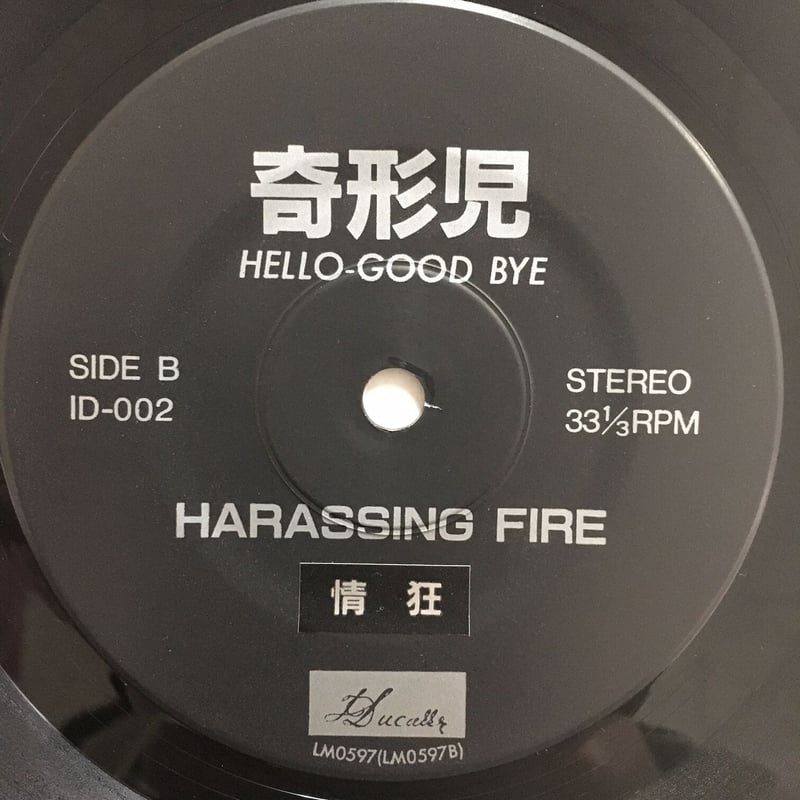 奇形児
HELLO-GOOD BYE
SIDE B
ID-002
STEREO
33⅓RPM
HARASSING FIRE
情 狂
LM0597(LM0597B)